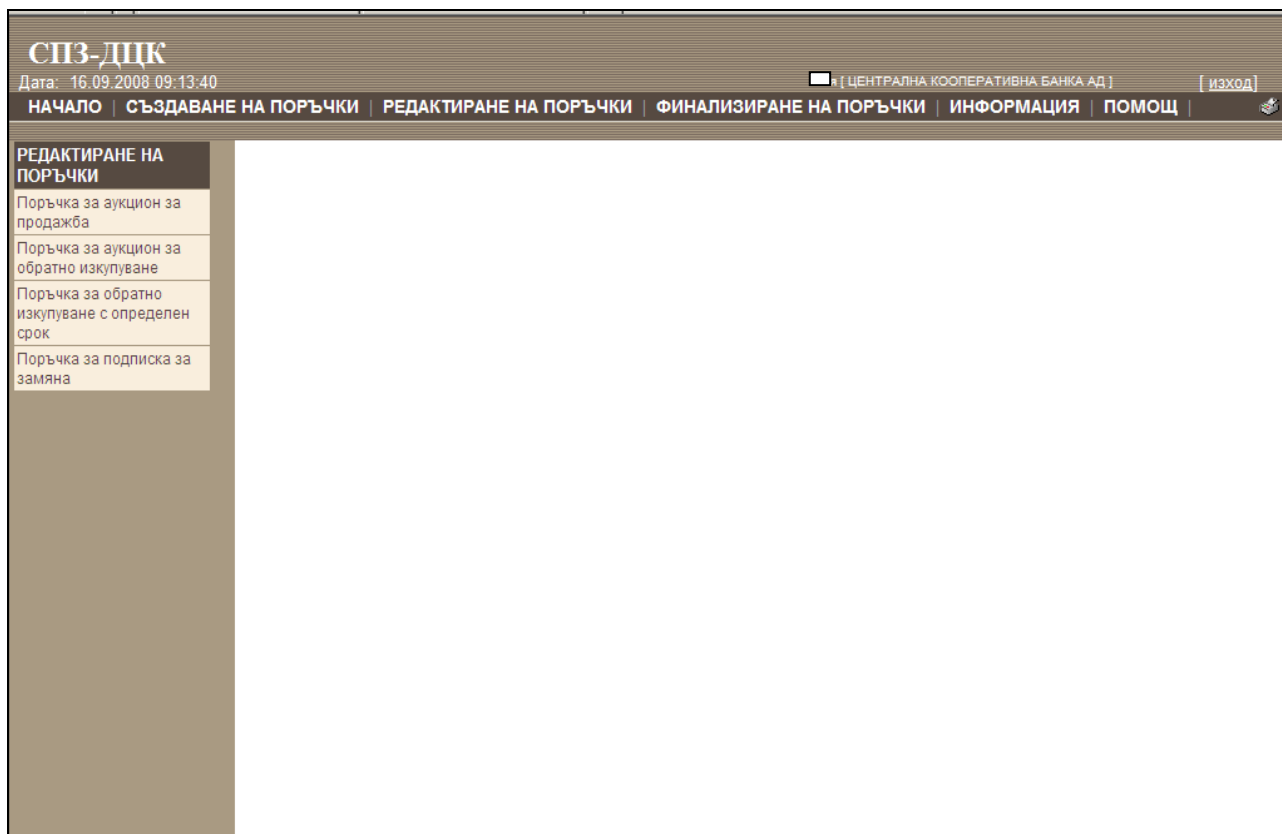 СПЗ-ДЦК
Дата: 16.09.2008 09:13:40
[ ЦЕНТРАЛНА КООПЕРАТИВНА БАНКА АД ] [ изход]
НАЧАЛО | СЪЗДАВАНЕ НА ПОРЪЧКИ | РЕДАКТИРАНЕ НА ПОРЪЧКИ | ФИНАЛИЗИРАНЕ НА ПОРЪЧКИ | ИНФОРМАЦИЯ | ПОМОЩ |
РЕДАКТИРАНЕ НА
ПОРЪЧКИ
Поръчка за аукцион за
продажба
Поръчка за аукцион за
обратно изкупуване
Поръчка за обратно
изкупуване с определен
срок
Поръчка за подписка за
замяна